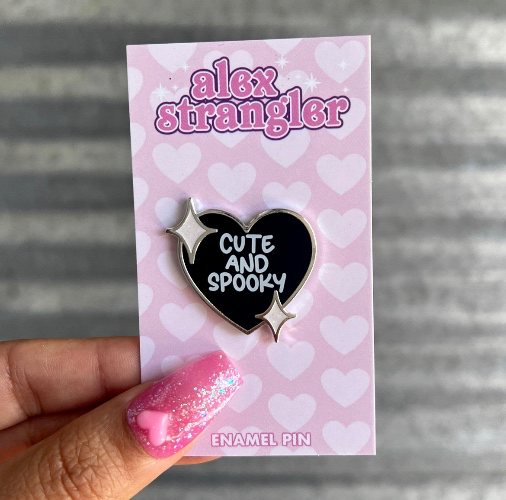 alex
strangler
CUTE
AND
SPOOKY
ENAMEL PIN